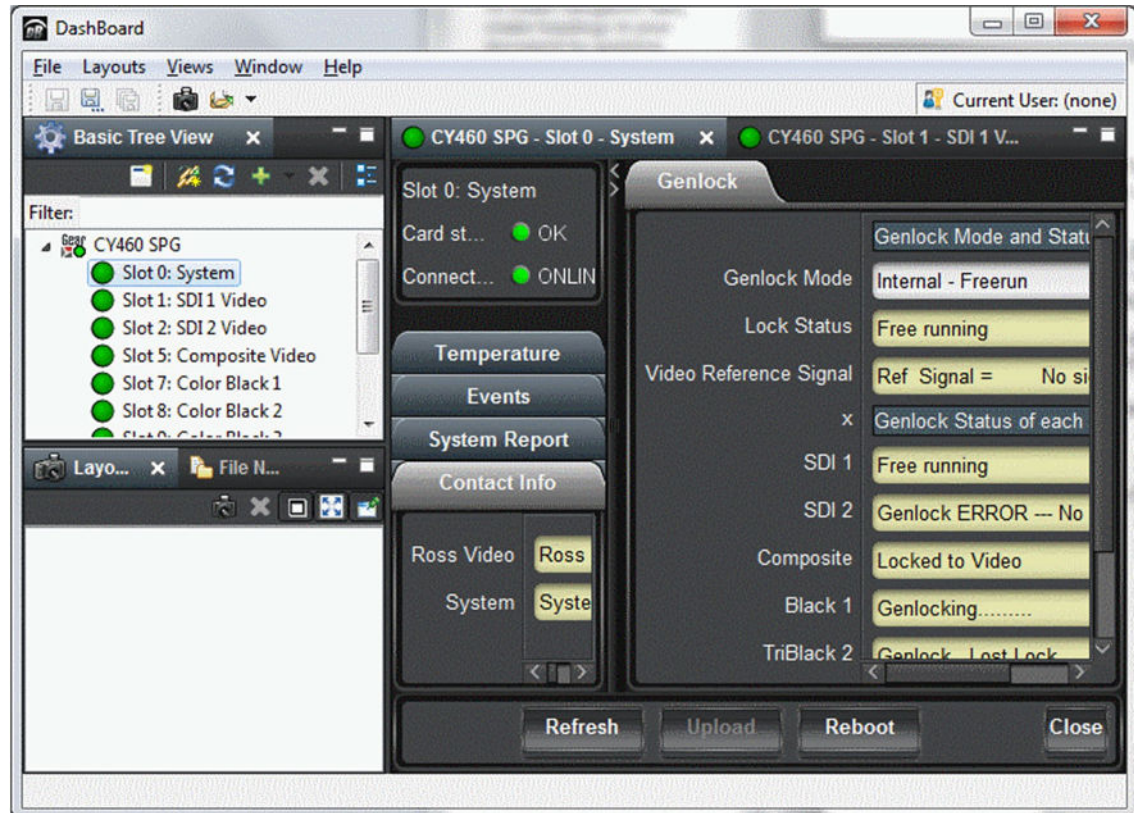 DashBoard
File Layouts Views Window Help
Current User: (none)
Basic Tree View
Filter:
CY460 SPG
Slot 0: System
Slot 1: SDI 1 Video
Slot 2: SDI 2 Video
Slot 5: Composite Video
Slot 7: Color Black 1
Slot 8: Color Black 2
Layo...
File N...
CY460 SPG - Slot 0 - System
CY460 SPG - Slot 1 - SDI 1 V...
Slot 0: System
Card st... OK
Connect... ONLIN
Temperature
Events
System Report
Contact Info
Ross Video Ross
System Syste
Genlock
Genlock Mode and Statu
Genlock Mode Internal - Freerun
Lock Status Free running
Video Reference Signal Ref Signal = No si
x Genlock Status of each
SDI 1 Free running
SDI 2 Genlock ERROR --- No
Composite Locked to Video
Black 1 Genlocking.........
TriBlack 2 Genlock Lost Lock
Refresh Upload Reboot Close